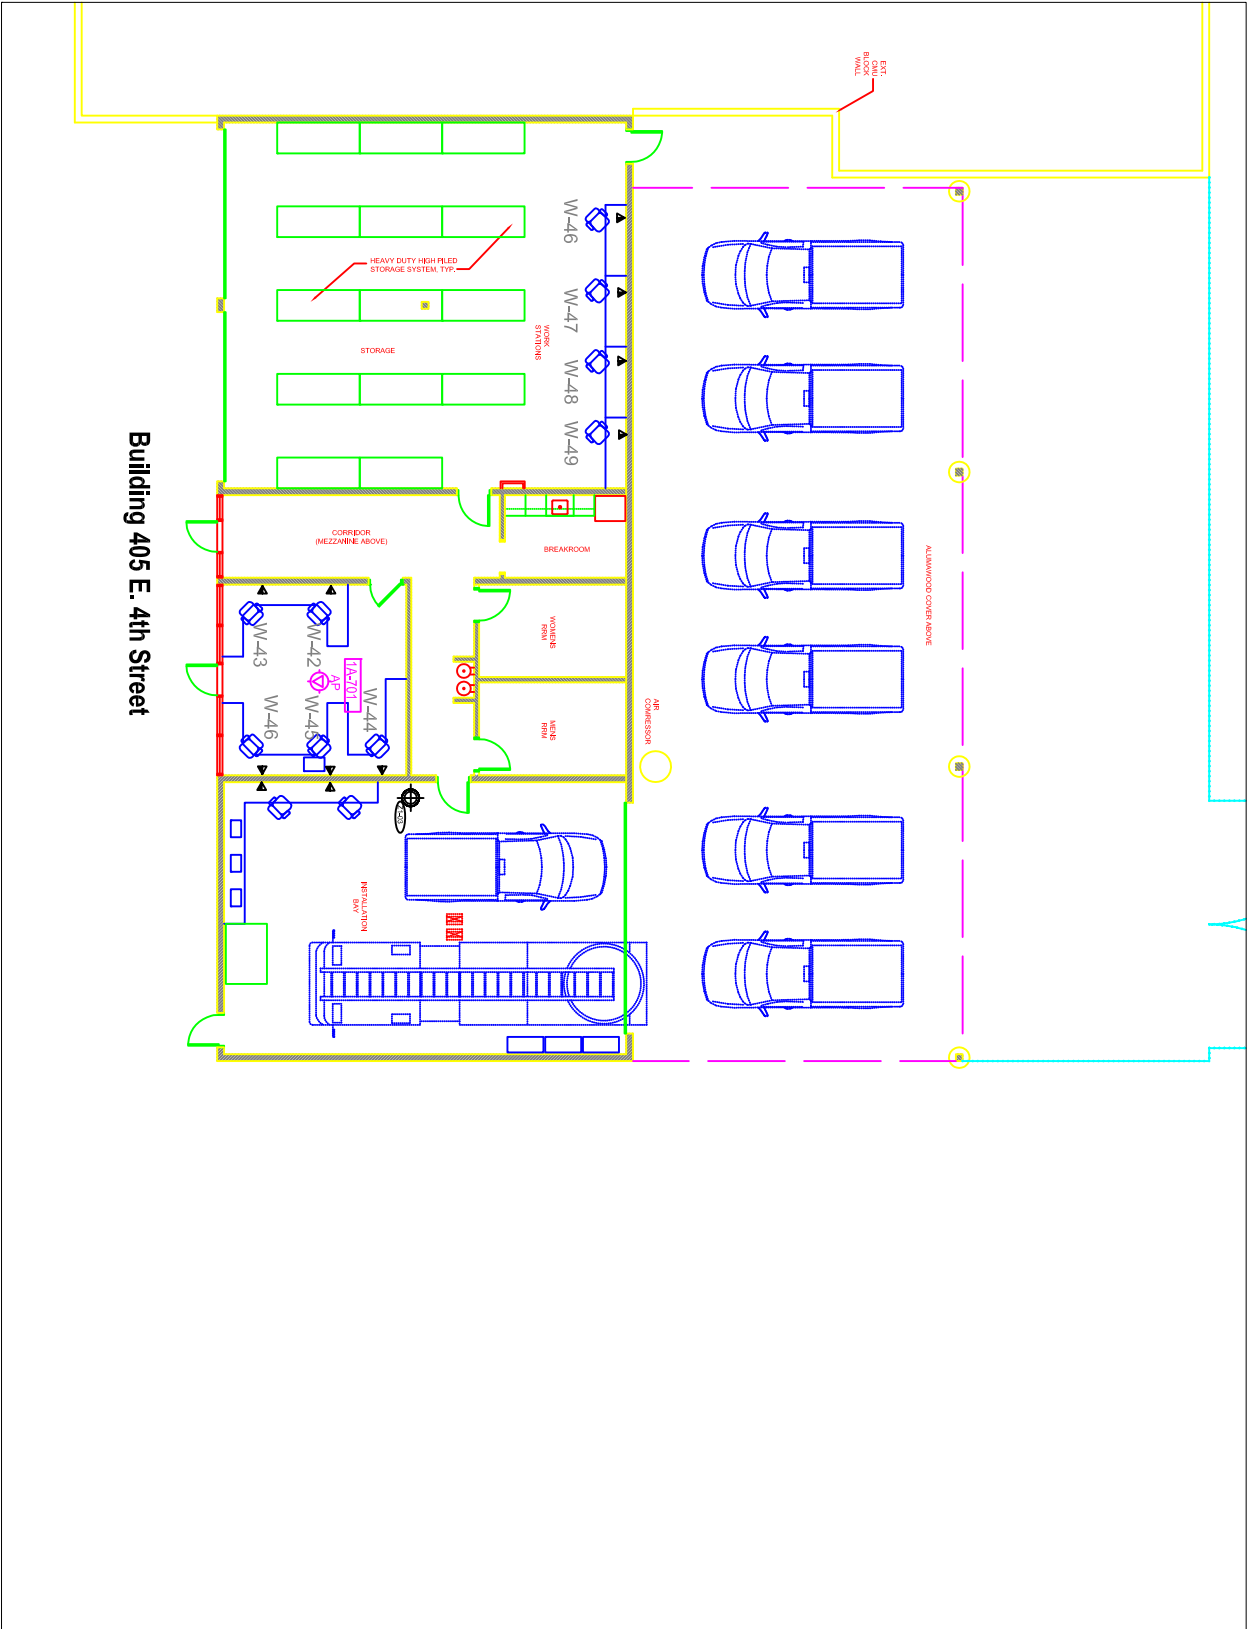 EXT.
CMU
BLOCK
WALL
W-46
W-47
W-48
W-49
WORK
STATIONS
HEAVY DUTY HIGH PILED
STORAGE SYSTEM, TYP.
STORAGE
CORRIDOR
(MEZZANINE ABOVE)
BREAKROOM
WOMENS
RRM
MENS
RRM
ALUMAWOOD COVER ABOVE
AIR
COMPRESSOR
W-43
W-42
AP
1A-701
W-44
W-45
W-46
INSTALLATION
BAY
Building 405 E. 4th Street